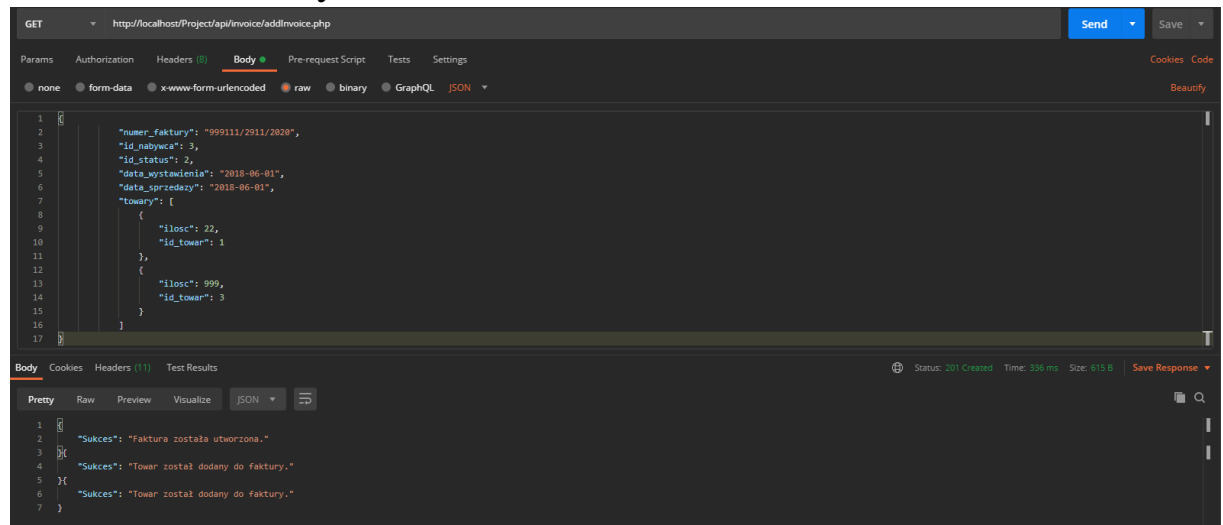 GET http://localhost/Project/api/invoice/addInvoice.php Send Save
Params Authorization Headers (8) Body Pre-request Script Tests Settings Cookies Code
none form-data x-www-form-urlencoded raw binary GraphQL JSON Beautify
1 {
2 "numer_faktury": "999111/2911/2020",
3 "id_nabywca": 3,
4 "id_status": 2,
5 "data_wystawienia": "2018-06-01",
6 "data_sprzedazy": "2018-06-01",
7 "towary": [
8 {
9 "ilosc": 22,
10 "id_towar": 1
11 },
12 {
13 "ilosc": 999,
14 "id_towar": 3
15 }
16 ]
17 }
Body Cookies Headers (11) Test Results Status: 201 Created Time: 336 ms Size: 615 B Save Response
Pretty Raw Preview Visualize JSON
1 {
2 "Sukces": "Faktura została utworzona."
3 }{
4 "Sukces": "Towar został dodany do faktury."
5 }{
6 "Sukces": "Towar został dodany do faktury."
7 }